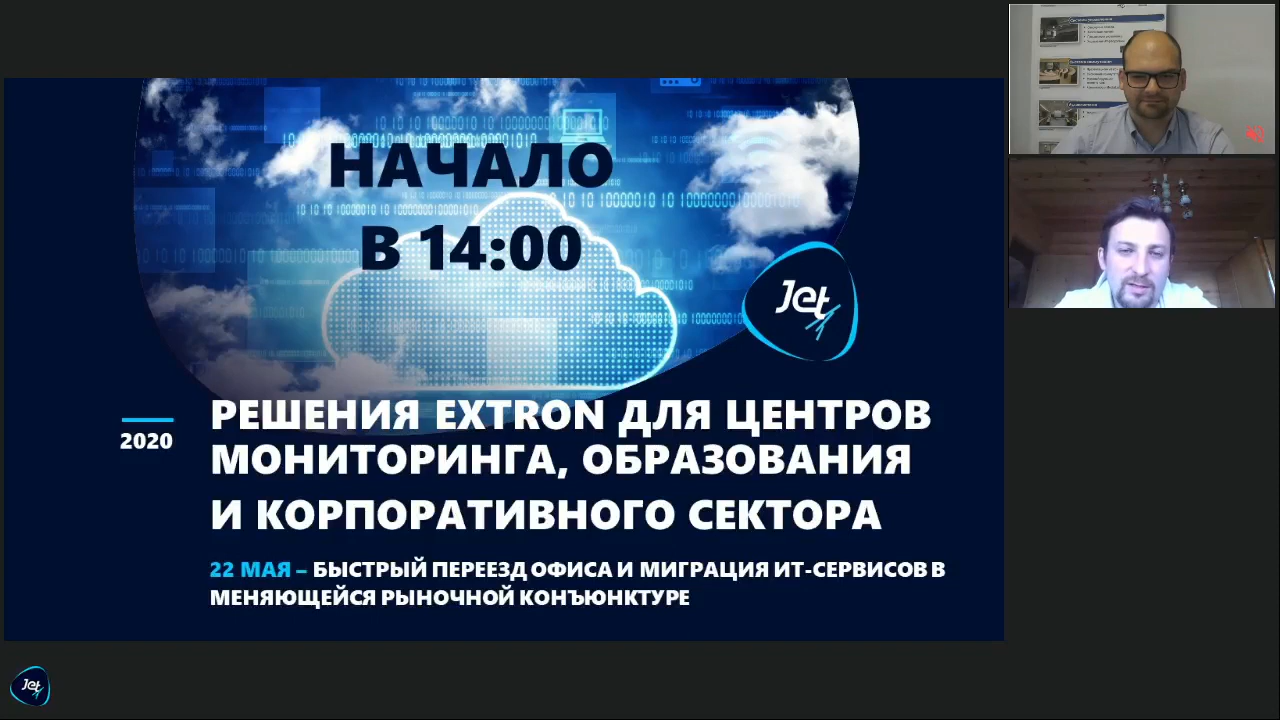 НАЧАЛО
В 14:00
Jet
2020
РЕШЕНИЯ EXTRON ДЛЯ ЦЕНТРОВ
МОНИТОРИНГА, ОБРАЗОВАНИЯ
И КОРПОРАТИВНОГО СЕКТОРА
22 МАЯ – БЫСТРЫЙ ПЕРЕЕЗД ОФИСА И МИГРАЦИЯ ИТ-СЕРВИСОВ В
МЕНЯЮЩЕЙСЯ РЫНОЧНОЙ КОНЪЮНКТУРЕ
Jet